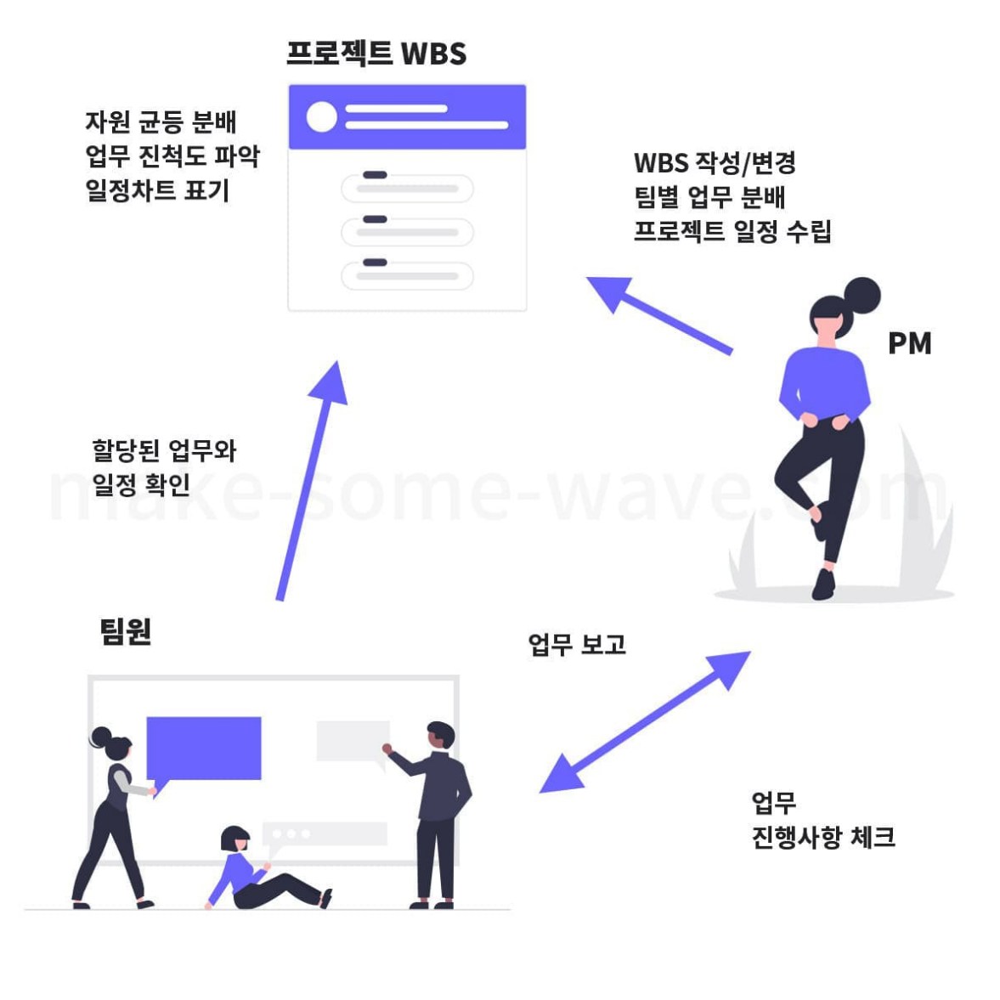 프로젝트 WBS
자원 균등 분배
업무 진척도 파악
일정차트 표기
WBS 작성/변경
팀별 업무 분배
프로젝트 일정 수립
PM
할당된 업무와
일정 확인
make-some-wave.com
팀원
업무 보고
업무
진행사항 체크